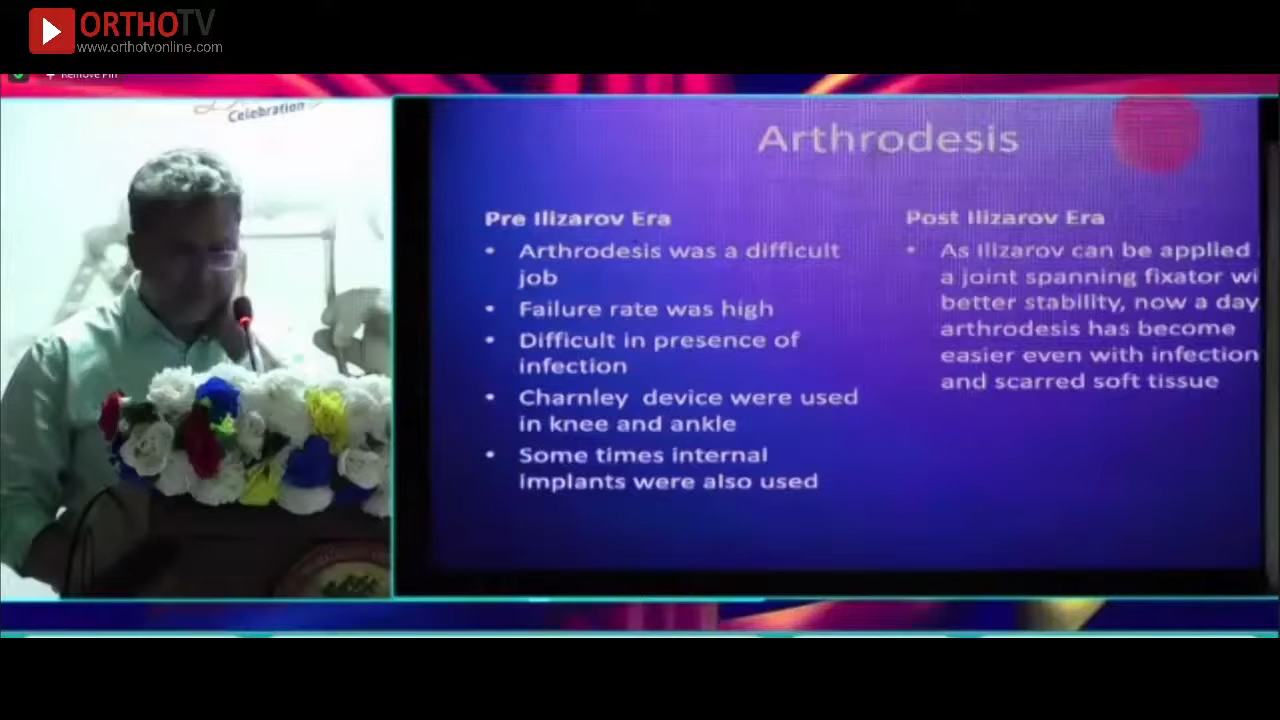 ORTHOTV
www.orthotvonline.com
Remove Pin
Celebration
Arthrodesis
Pre Ilizarov Era
• Arthrodesis was a difficult
job
• Failure rate was high
• Difficult in presence of
infection
• Charnley device were used
in knee and ankle
• Some times internal
implants were also used
Post Ilizarov Era
• As Ilizarov can be applied
a joint spanning fixator wi
better stability, now a day
arthrodesis has become
easier even with infection
and scarred soft tissue